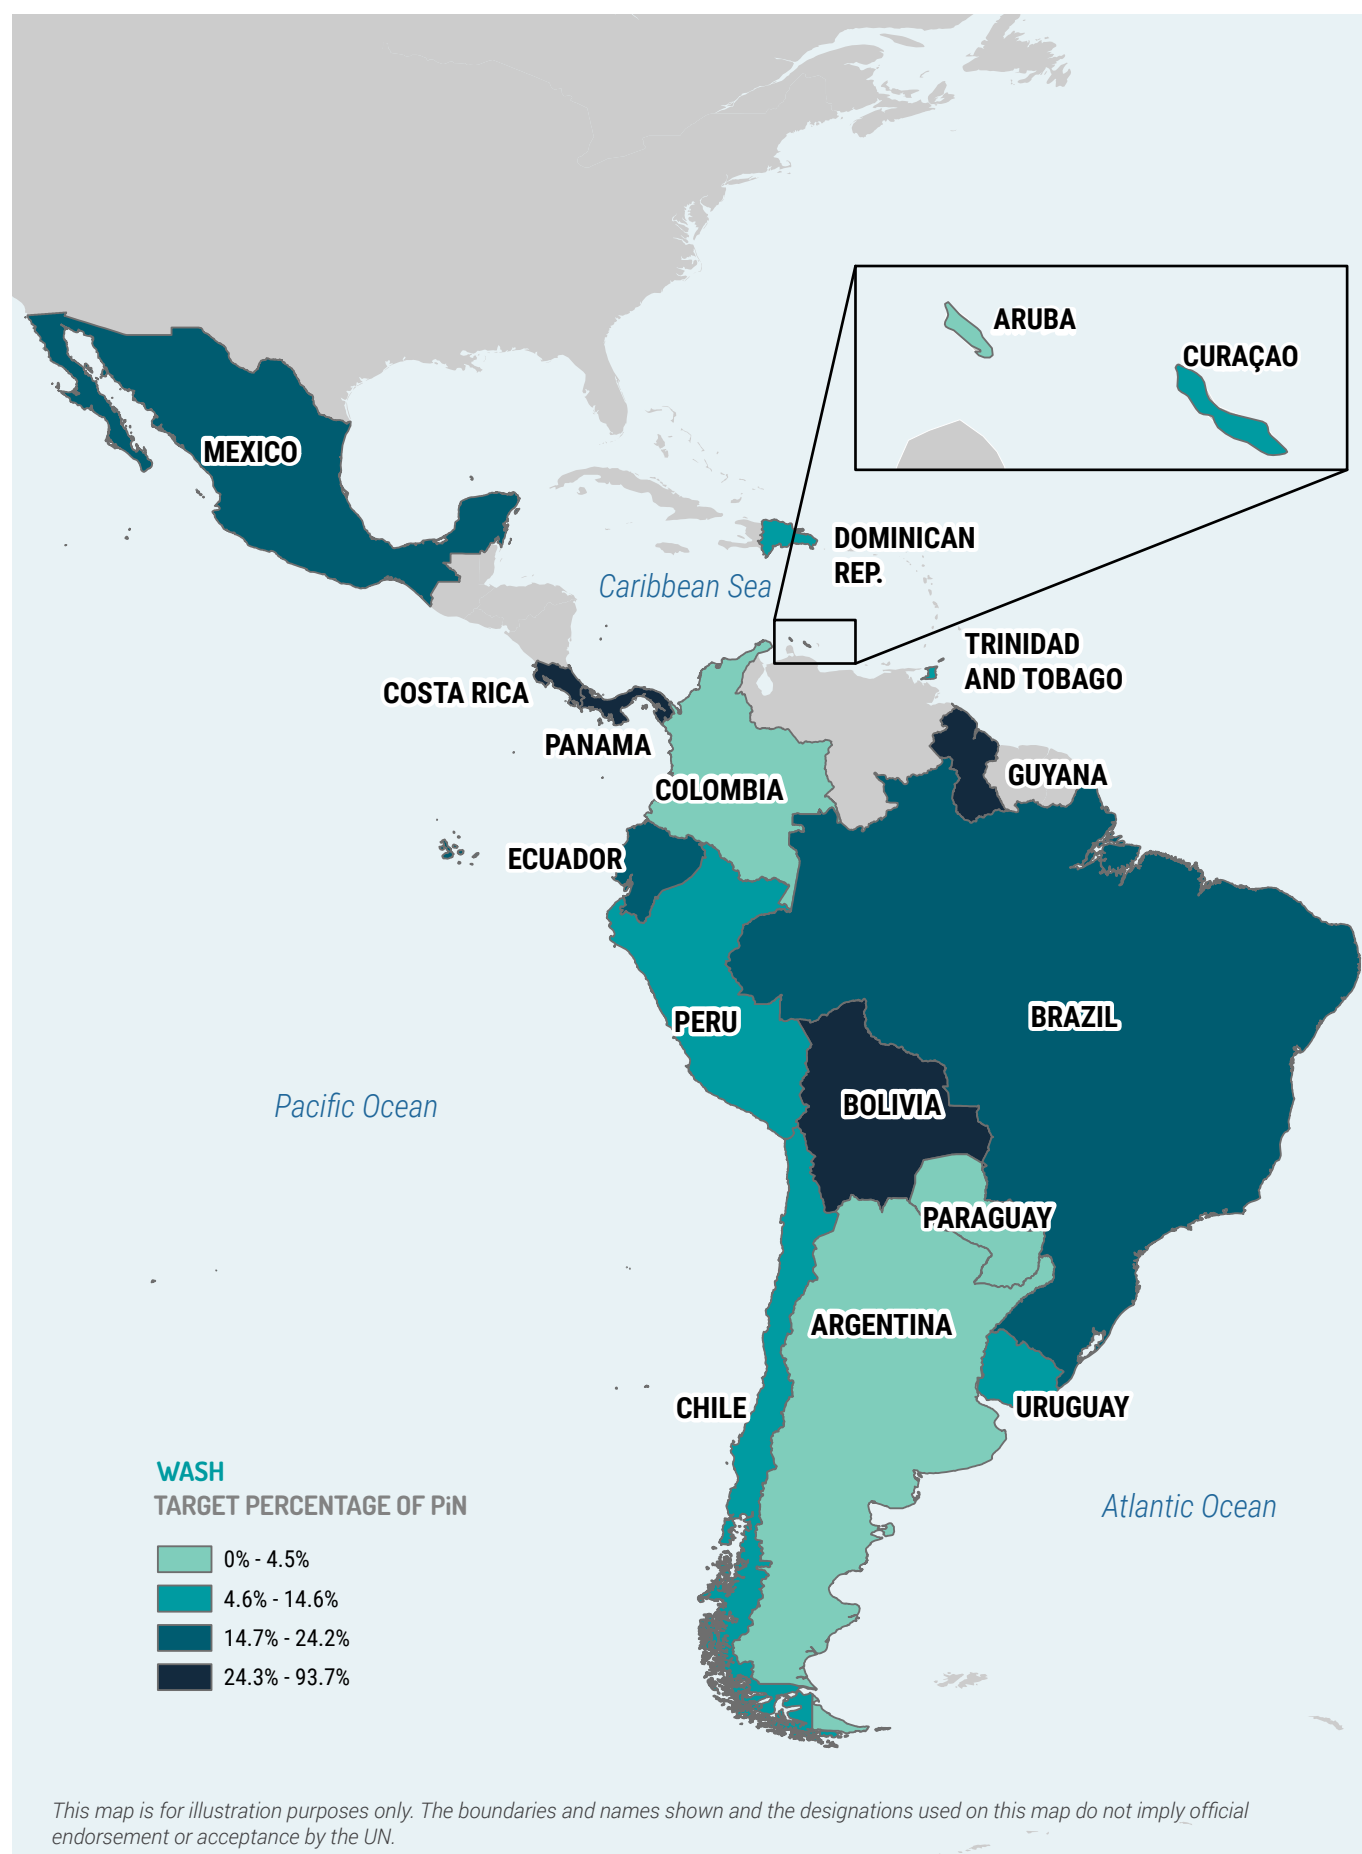 ARUBA
CURAÇAO
MEXICO
DOMINICAN
REP.
Caribbean Sea
TRINIDAD
AND TOBAGO
COSTA RICA
PANAMA
GUYANA
COLOMBIA
ECUADOR
BRAZIL
PERU
BOLIVIA
Pacific Ocean
PARAGUAY
ARGENTINA
CHILE
URUGUAY
WASH
TARGET PERCENTAGE OF PiN
Atlantic Ocean
0% - 4.5%
4.6% - 14.6%
14.7% - 24.2%
24.3% - 93.7%
This map is for illustration purposes only. The boundaries and names shown and the designations used on this map do not imply official
endorsement or acceptance by the UN.